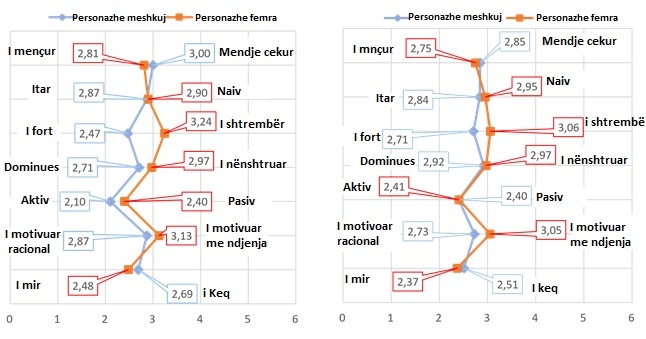 Personazhe meshkuj Personazhe femra
I mençur 2,81 3,00 Mendje cekur
Itar 2,87 2,90 Naiv
I fort 2,47 3,24 I shtrembër
Dominues 2,71 2,97 I nënshtruar
Aktiv 2,10 2,40 Pasiv
I motivuar
racional 2,87 3,13 I motivuar
me ndjenja
I mir 2,48 2,69 i Keq
0 1 2 3 4 5 6
Personazhe meshkuj Personazhe femra
I mnçur 2,75 2,85 Mendje cekur
Itar 2,84 2,95 Naiv
I fort 2,71 3,06 i shtrembë
Dominues 2,92 2,97 I nënshtruar
Aktiv 2,41 2,40 Pasiv
I motivoar
racional 2,73 3,05 I motivuar
me ndjenja
I mir 2,37 2,51 I keq
0 1 2 3 4 5 6